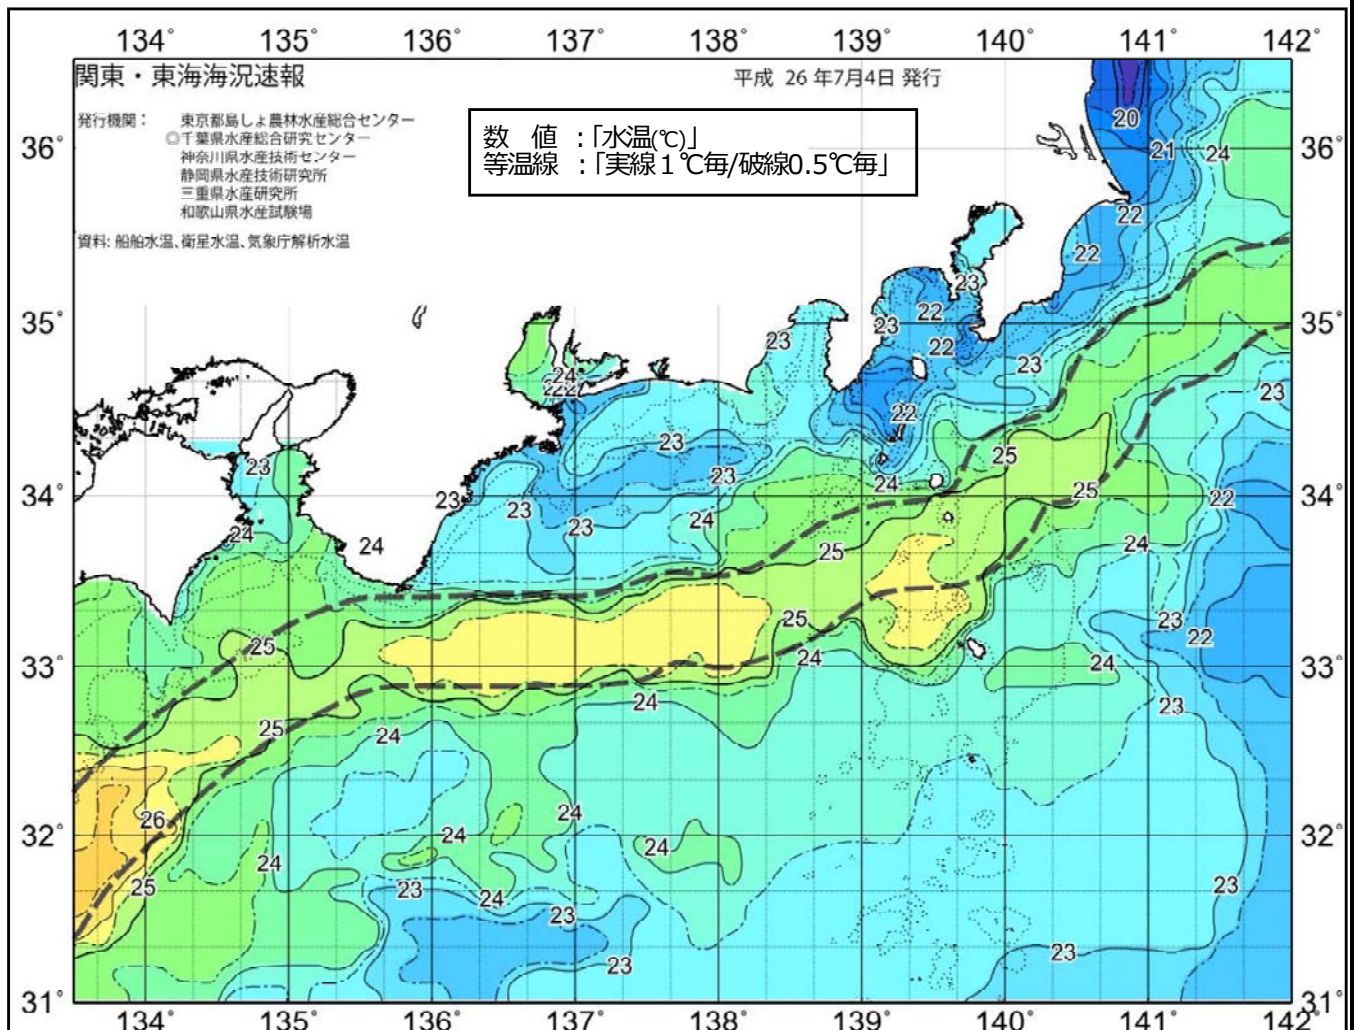 134° 135° 136° 137° 138° 139° 140° 141° 142°
関東・東海海況速報
平成 26 年7月4日 発行
発行機関： 東京都島しょ農林水産総合センター
◎千葉県水産総合研究センター
神奈川県水産技術センター
静岡県水産技術研究所
三重県水産研究所
和歌山県水産試験場
資料: 船舶水温、衛星水温、気象庁解析水温
数　値 ：「水温(℃)」
等温線 ：「実線１℃毎/破線0.5℃毎」
20
36° 21 24 36°
22
22
23
22
35° 23 35°
23 22
23
24
22 23
22
23
25
23 23
24 25
34° 23 23 22 34°
24 23
24 24
25
25 23
22
25
33° 24 24 33°
24 23
25
24
24
26
32° 24 24 32°
24
25 23 24 23
23
23 23
31° 31°
134° 135° 136° 137° 138° 139° 140° 141° 142°